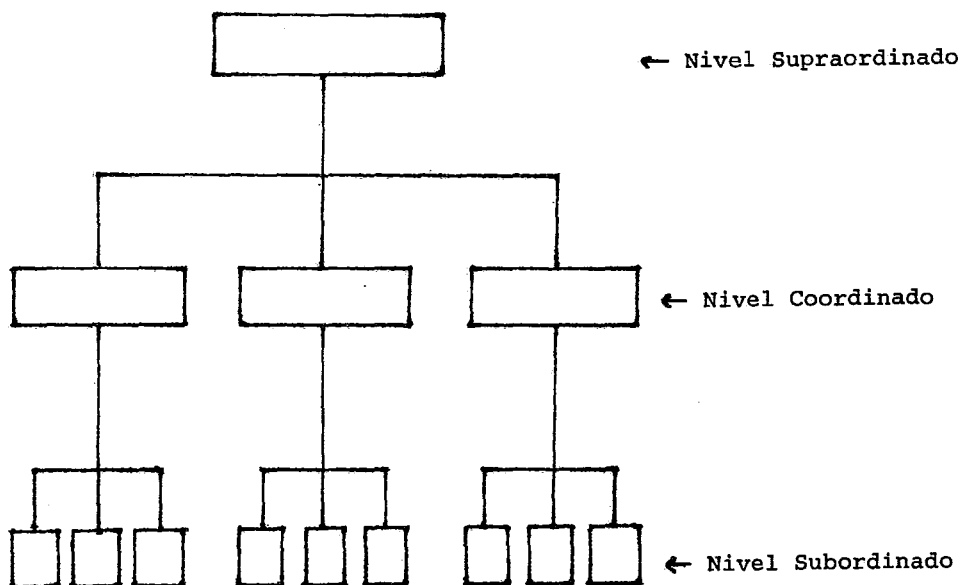 ← Nivel Supraordinado
← Nivel Coordinado
← Nivel Subordinado